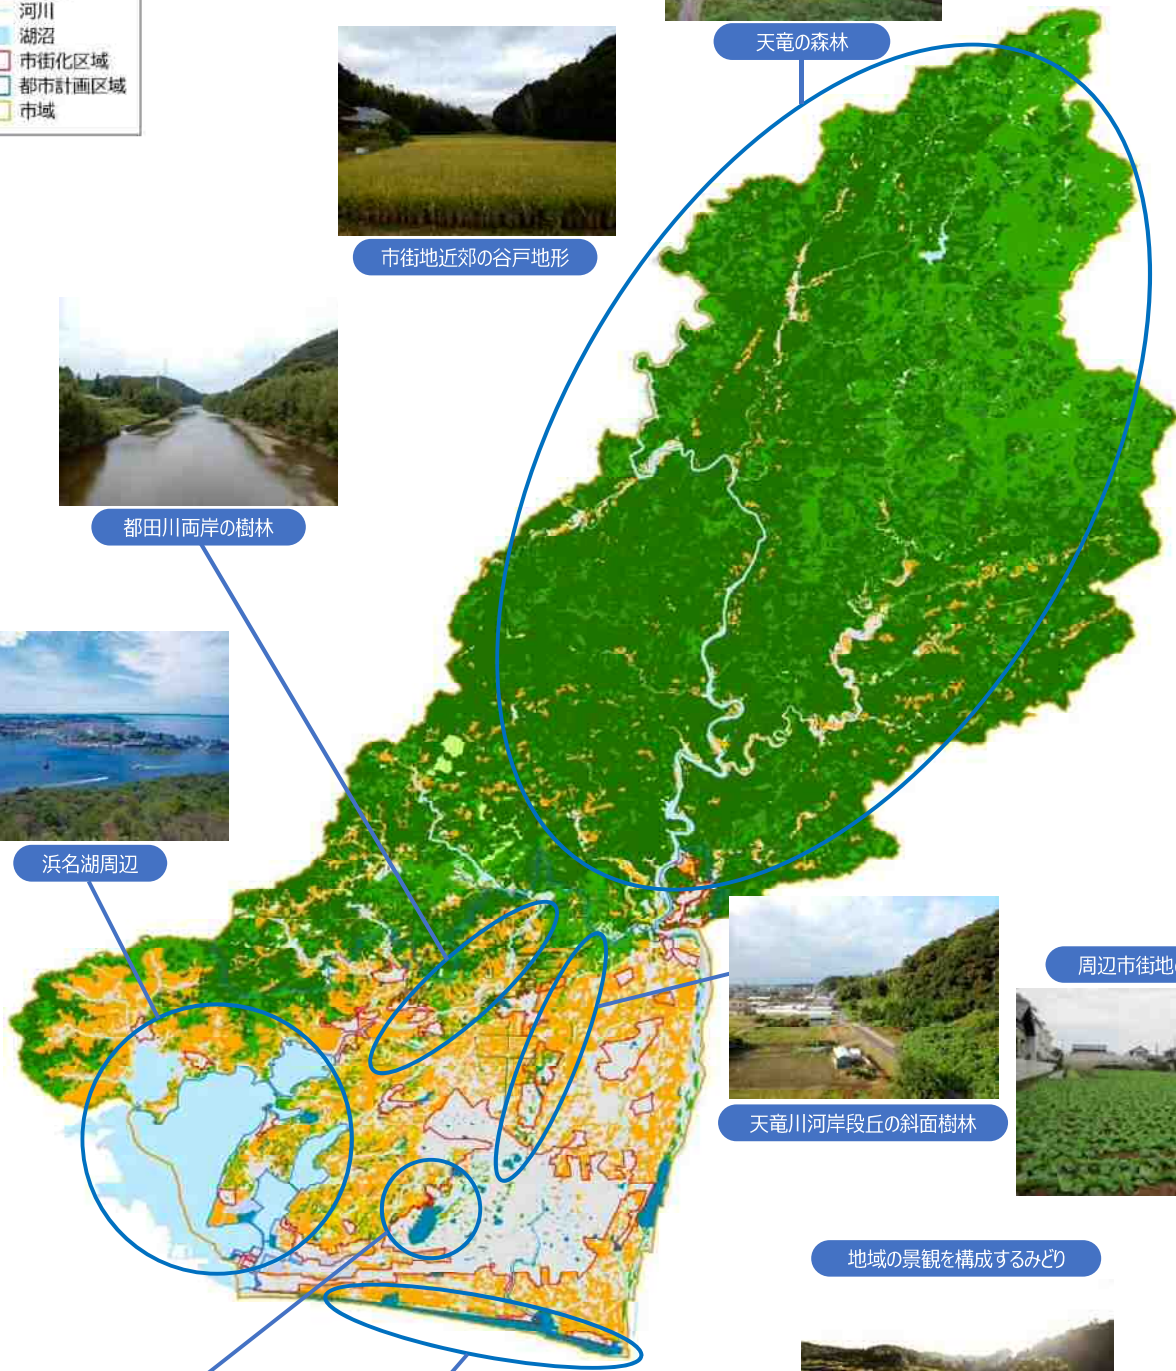 河川
湖沼
市街化区域
都市計画区域
市域
天竜の森林
市街地近郊の谷戸地形
都田川両岸の樹林
浜名湖周辺
周辺市街地
天竜川河岸段丘の斜面樹林
地域の景観を構成するみどり